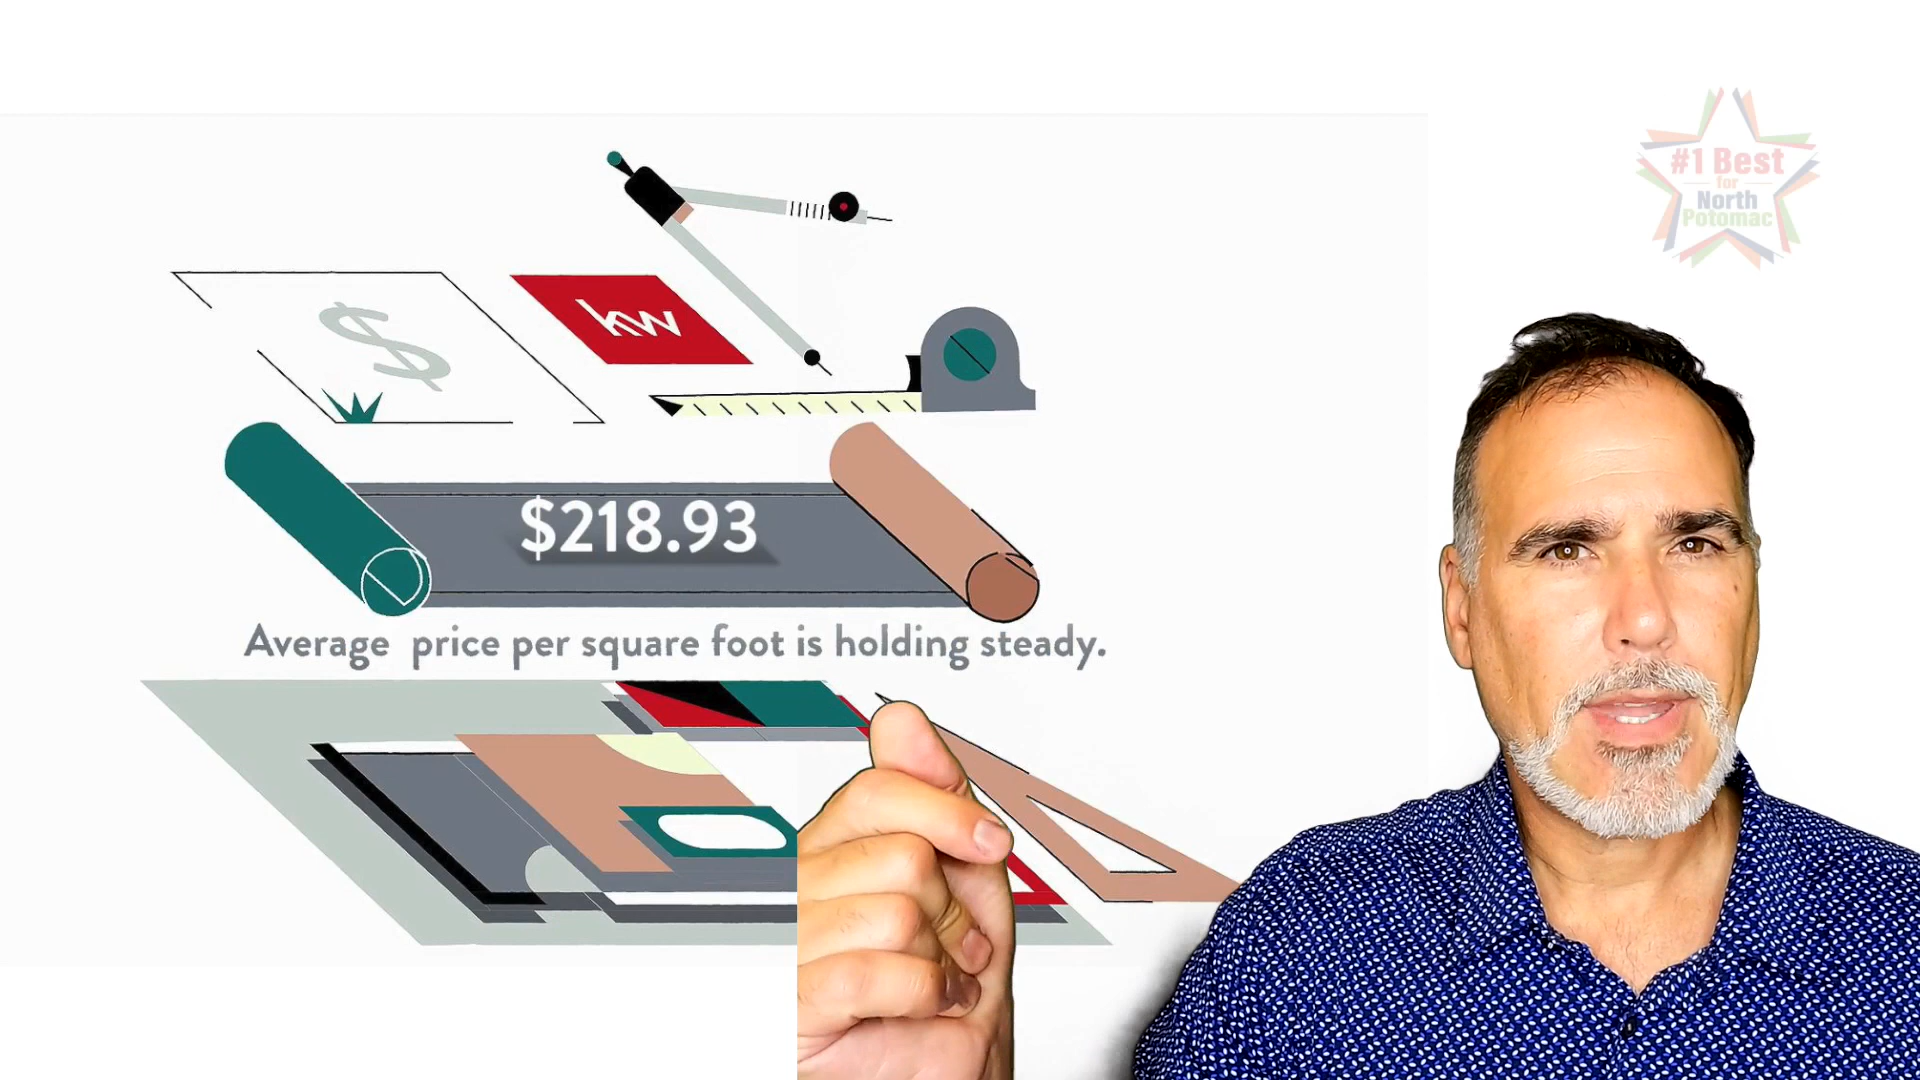 #1 Best
for
North
Potomac
$
kw
$218.93
Average price per square foot is holding steady.